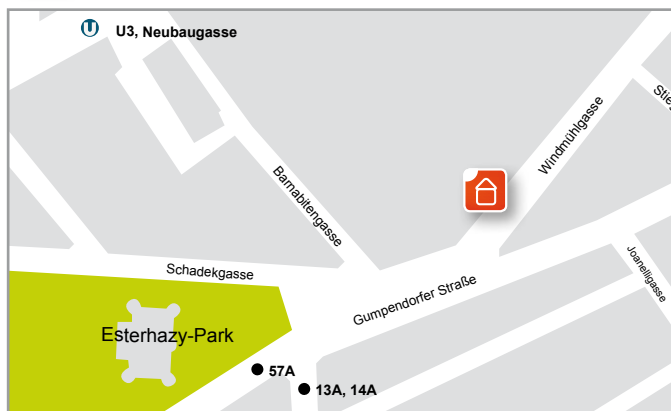 U3, Neubaugasse
Windmühlgasse
Barnabitengasse
Schadekgasse
Joanelligasse
Gumpendorfer Straße
Esterhazy-Park
57A
13A, 14A